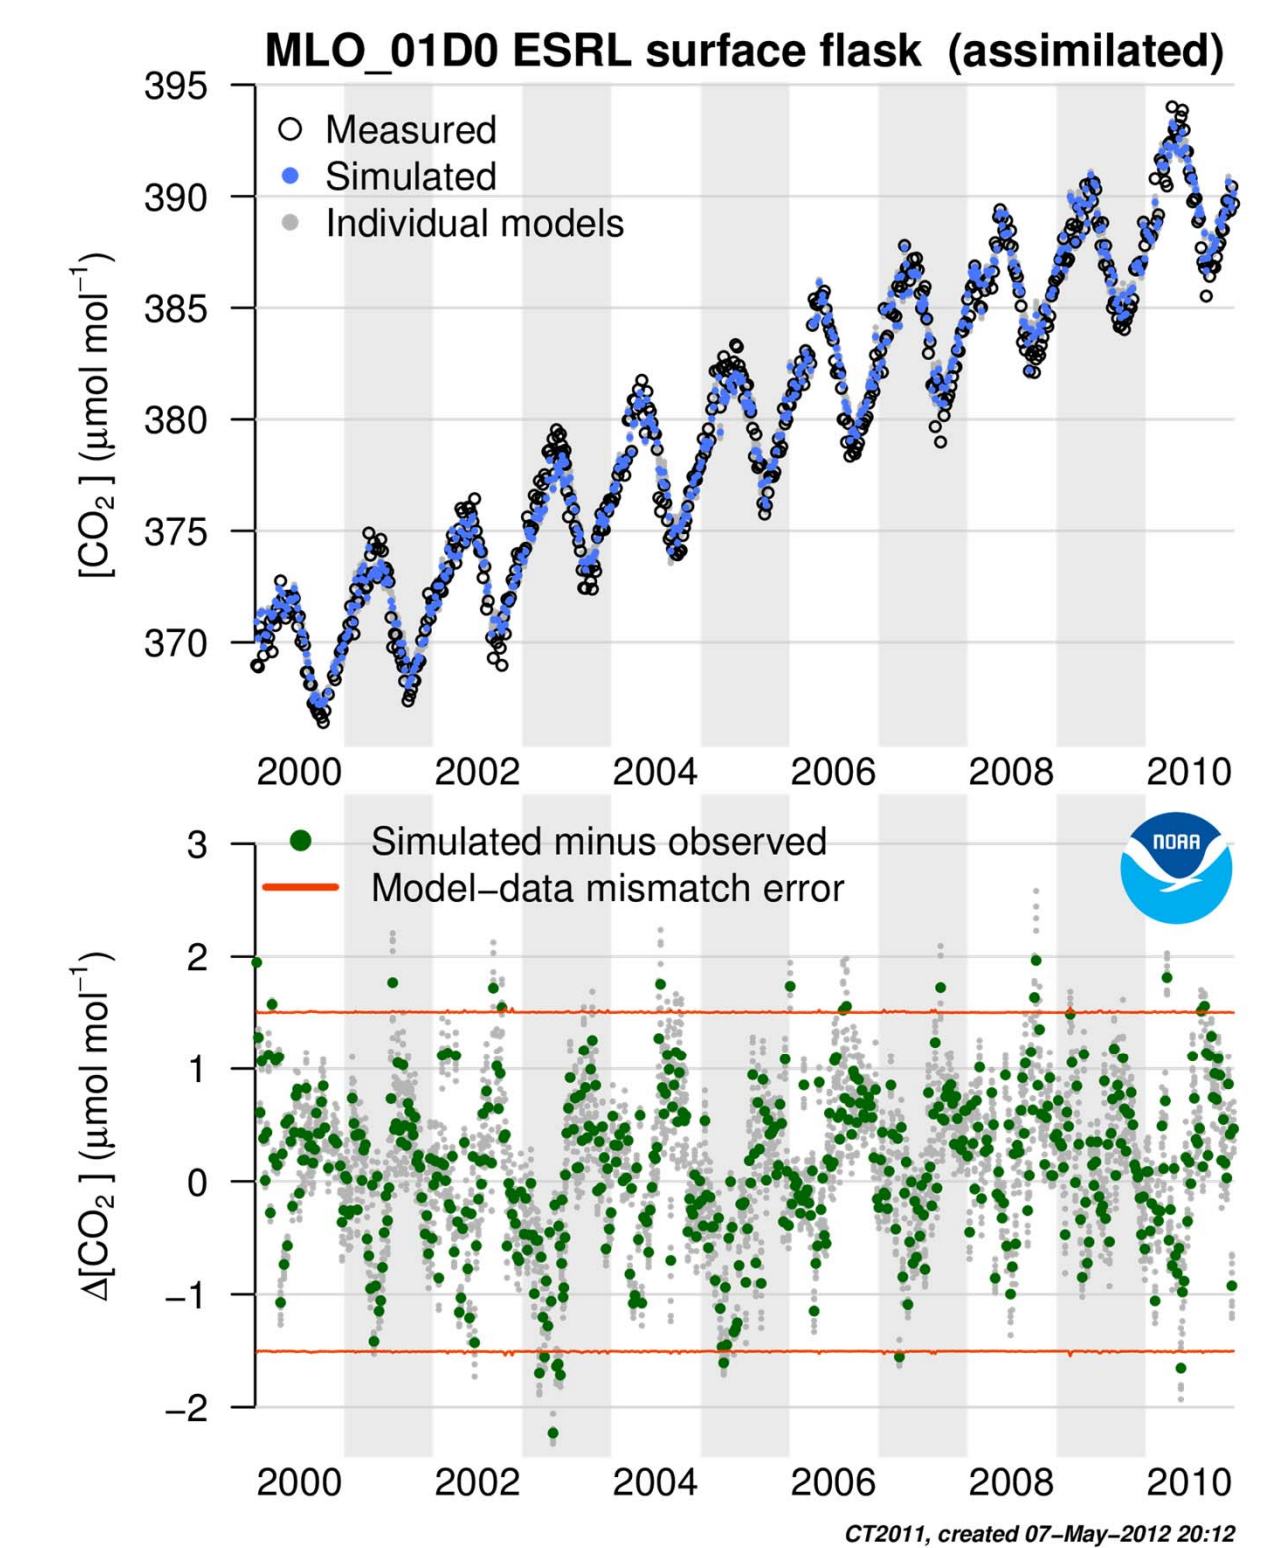 MLO_01D0 ESRL surface flask (assimilated)
395
390
385
380
375
370
[CO₂] (μmol mol⁻¹)
Measured
Simulated
Individual models
2000 2002 2004 2006 2008 2010
3
2
1
0
−1
−2
Δ[CO₂] (μmol mol⁻¹)
Simulated minus observed
Model−data mismatch error
NOAA
2000 2002 2004 2006 2008 2010
CT2011, created 07−May−2012 20:12